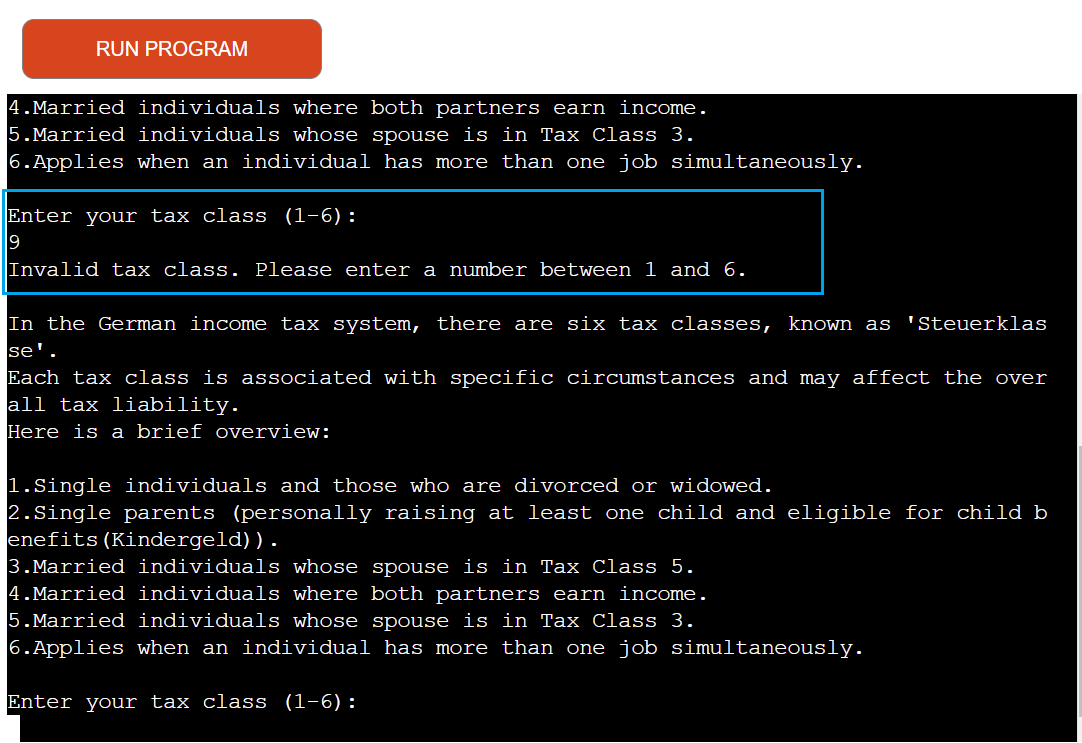 RUN PROGRAM
4.Married individuals where both partners earn income.
5.Married individuals whose spouse is in Tax Class 3.
6.Applies when an individual has more than one job simultaneously.
Enter your tax class (1-6):
9
Invalid tax class. Please enter a number between 1 and 6.
In the German income tax system, there are six tax classes, known as 'Steuerklas
se'.
Each tax class is associated with specific circumstances and may affect the over
all tax liability.
Here is a brief overview:
1.Single individuals and those who are divorced or widowed.
2.Single parents (personally raising at least one child and eligible for child b
enefits(Kindergeld)).
3.Married individuals whose spouse is in Tax Class 5.
4.Married individuals where both partners earn income.
5.Married individuals whose spouse is in Tax Class 3.
6.Applies when an individual has more than one job simultaneously.
Enter your tax class (1-6):